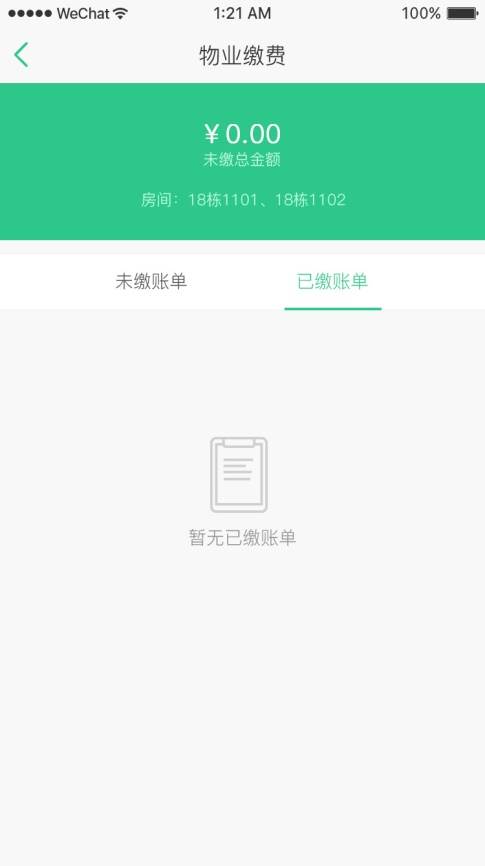 WeChat 1:21 AM 100%
物业缴费
¥ 0.00
未缴总金额
房间：18栋1101、18栋1102
未缴账单 已缴账单
暂无已缴账单